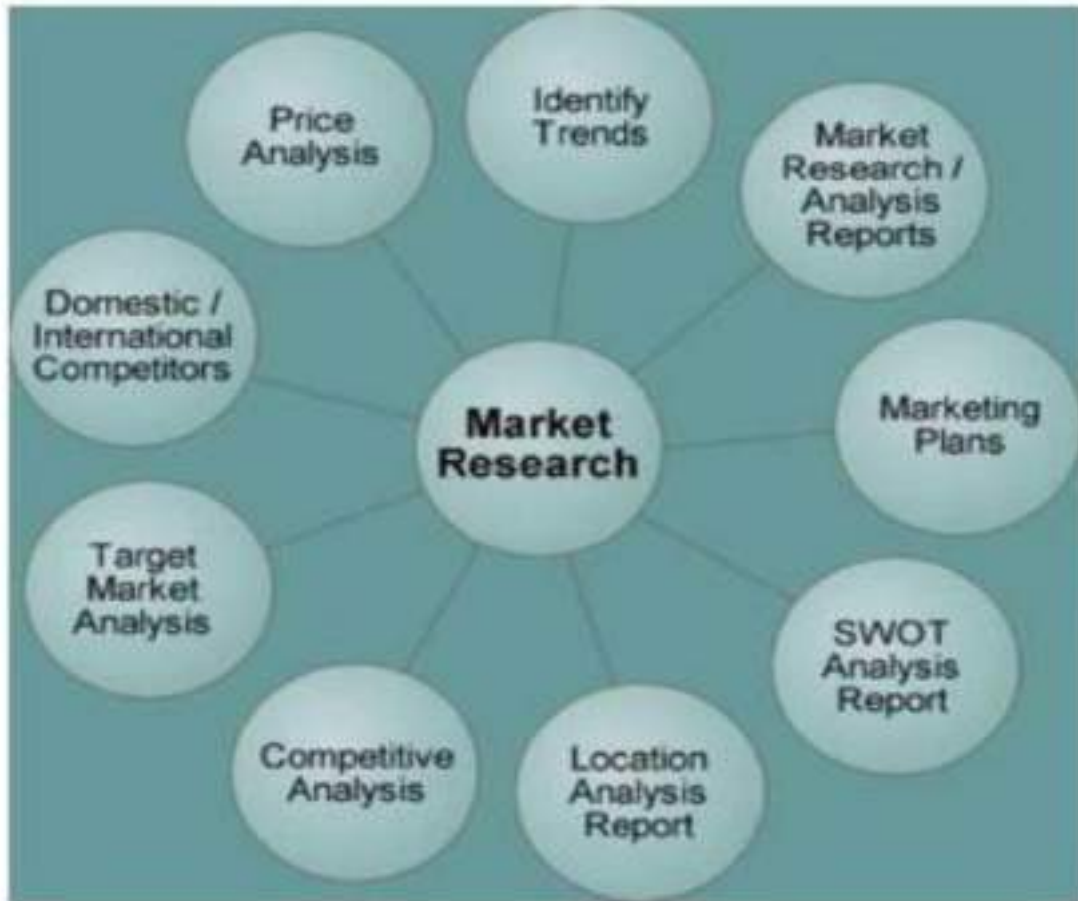 Price
Analysis
Identify
Trends
Market
Research /
Analysis
Reports
Domestic /
International
Competitors
Market
Research
Marketing
Plans
Target
Market
Analysis
SWOT
Analysis
Report
Competitive
Analysis
Location
Analysis
Report